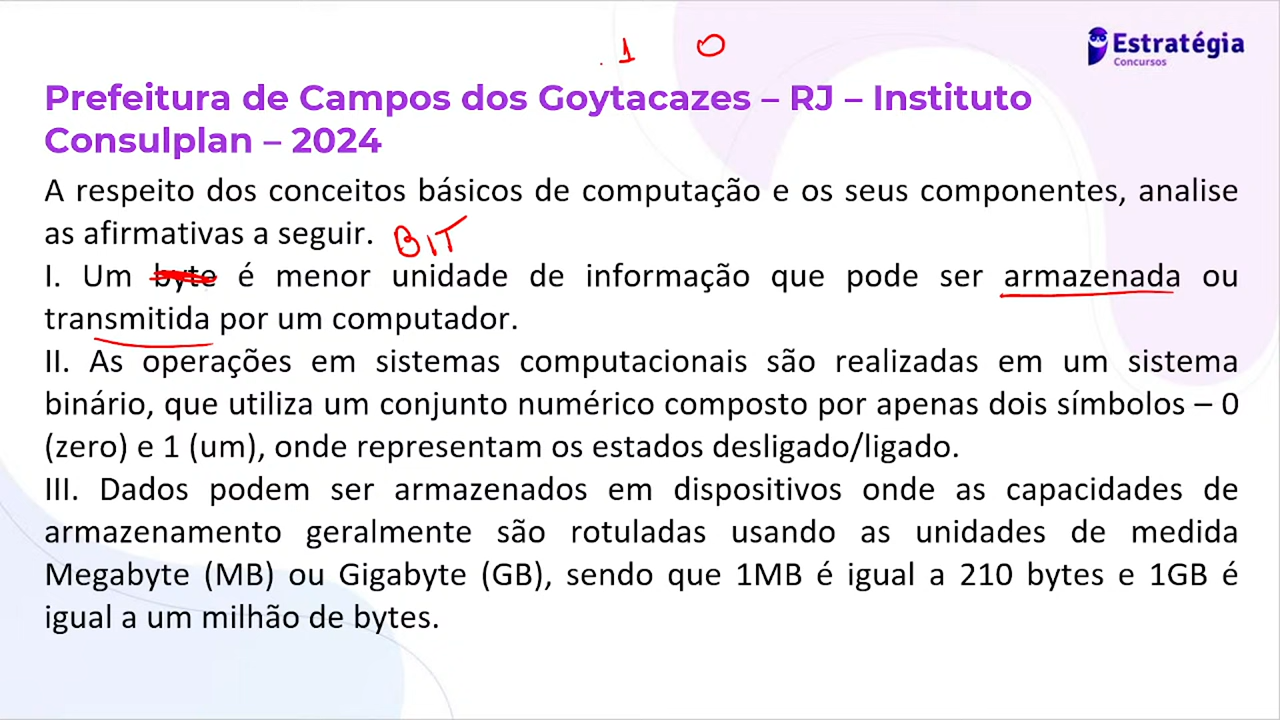 1 0
Estratégia
Concursos
Prefeitura de Campos dos Goytacazes – RJ – Instituto
Consulplan – 2024
A respeito dos conceitos básicos de computação e os seus componentes, analise
as afirmativas a seguir. BIT
I. Um byte é menor unidade de informação que pode ser armazenada ou
transmitida por um computador.
II. As operações em sistemas computacionais são realizadas em um sistema
binário, que utiliza um conjunto numérico composto por apenas dois símbolos – 0
(zero) e 1 (um), onde representam os estados desligado/ligado.
III. Dados podem ser armazenados em dispositivos onde as capacidades de
armazenamento geralmente são rotuladas usando as unidades de medida
Megabyte (MB) ou Gigabyte (GB), sendo que 1MB é igual a 210 bytes e 1GB é
igual a um milhão de bytes.